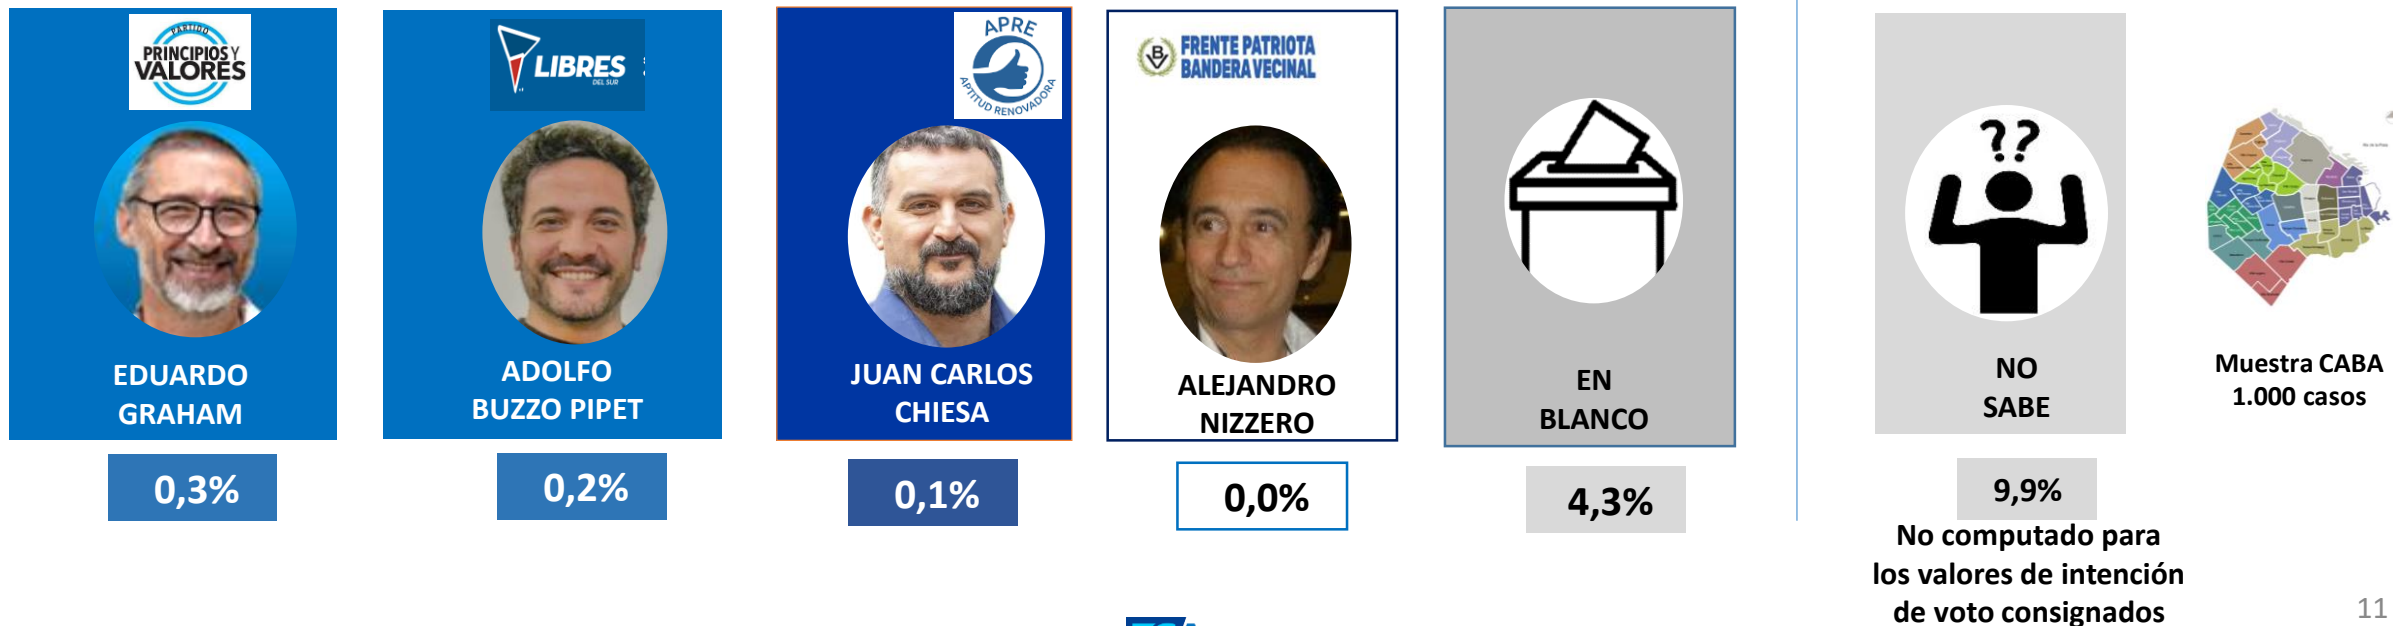 PARTIDO
PRINCIPIOS Y
VALORES
EDUARDO
GRAHAM
0,3%
LIBRES
DEL SUR
ADOLFO
BUZZO PIPET
0,2%
APRE
APTITUD RENOVADORA
JUAN CARLOS
CHIESA
0,1%
BV
FRENTE PATRIOTA
BANDERA VECINAL
ALEJANDRO
NIZZERO
0,0%
EN
BLANCO
4,3%
??
NO
SABE
9,9%
No computado para
los valores de intención
de voto consignados
Muestra CABA
1.000 casos
11